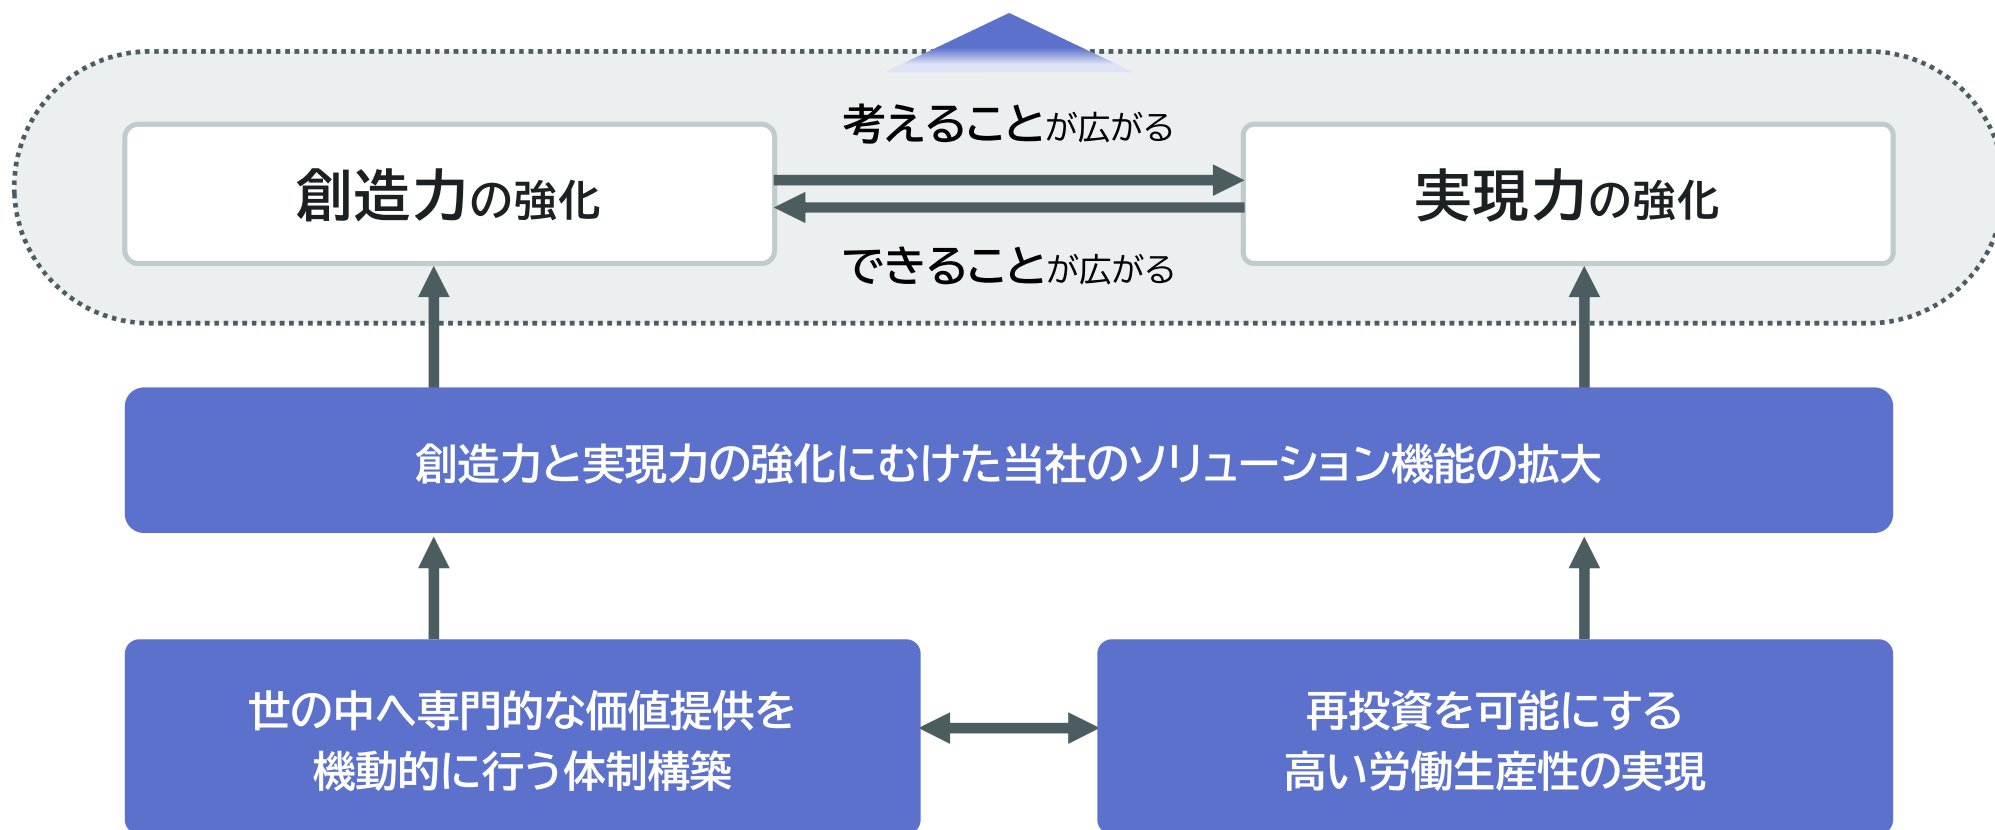 考えることが広がる
創造力の強化
実現力の強化
できることが広がる
創造力と実現力の強化にむけた当社のソリューション機能の拡大
世の中へ専門的な価値提供を
機動的に行う体制構築
再投資を可能にする
高い労働生産性の実現